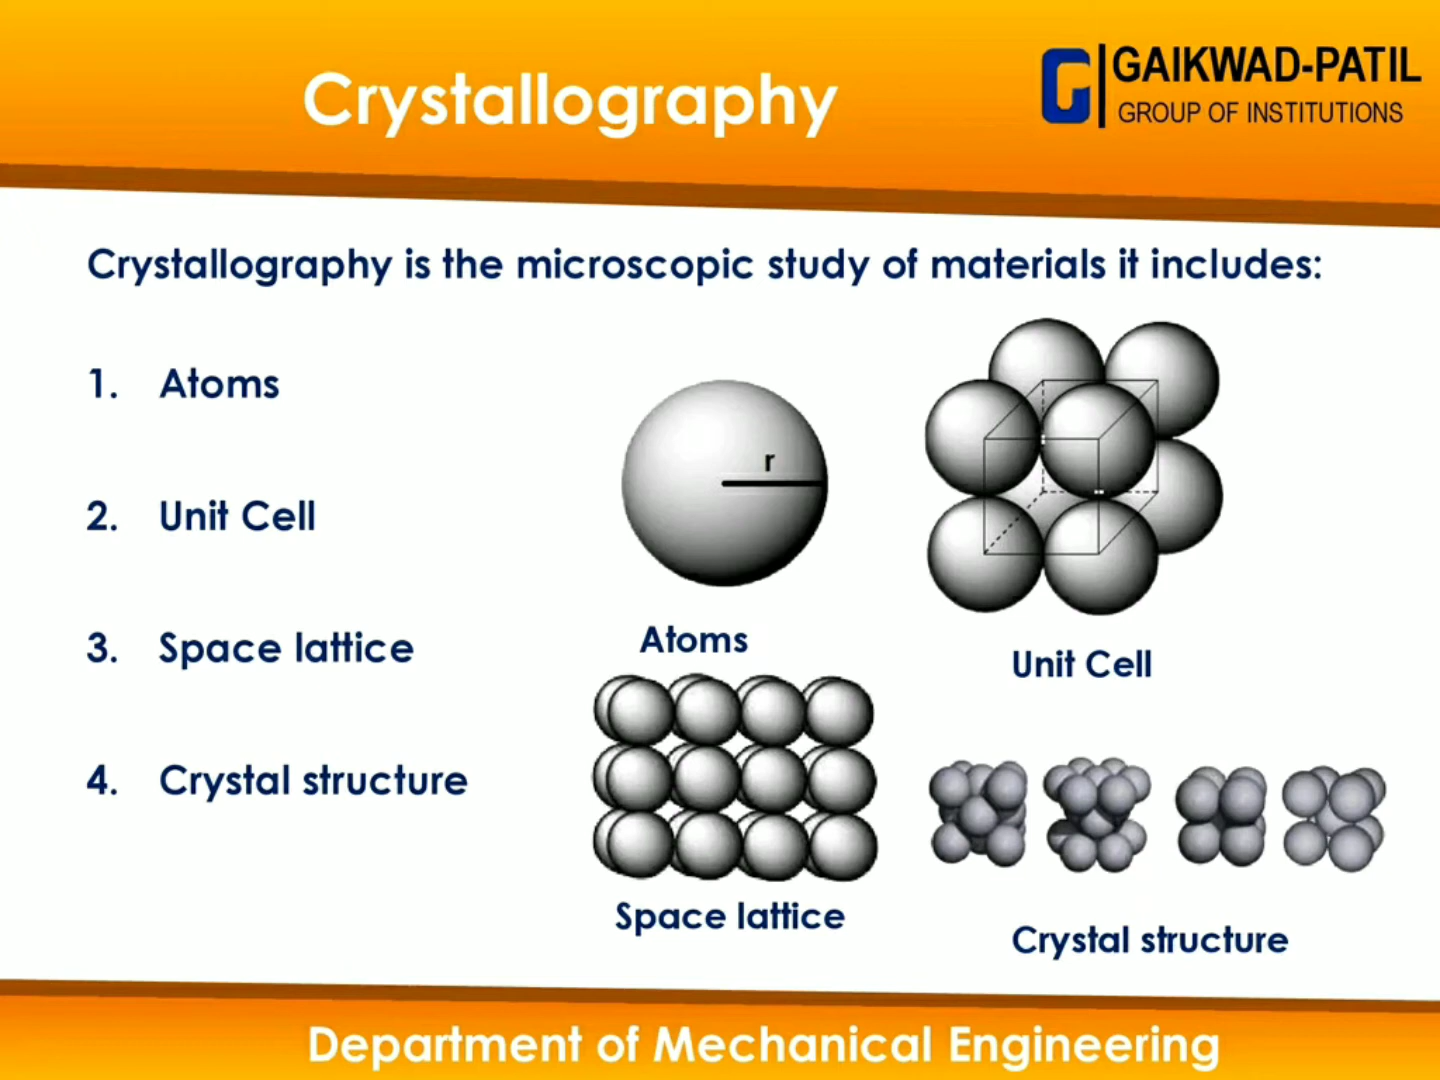 Crystallography
GAIKWAD-PATIL
GROUP OF INSTITUTIONS
Crystallography is the microscopic study of materials it includes:
1. Atoms
2. Unit Cell
3. Space lattice
4. Crystal structure
r
Atoms
Unit Cell
Space lattice
Crystal structure
Department of Mechanical Engineering